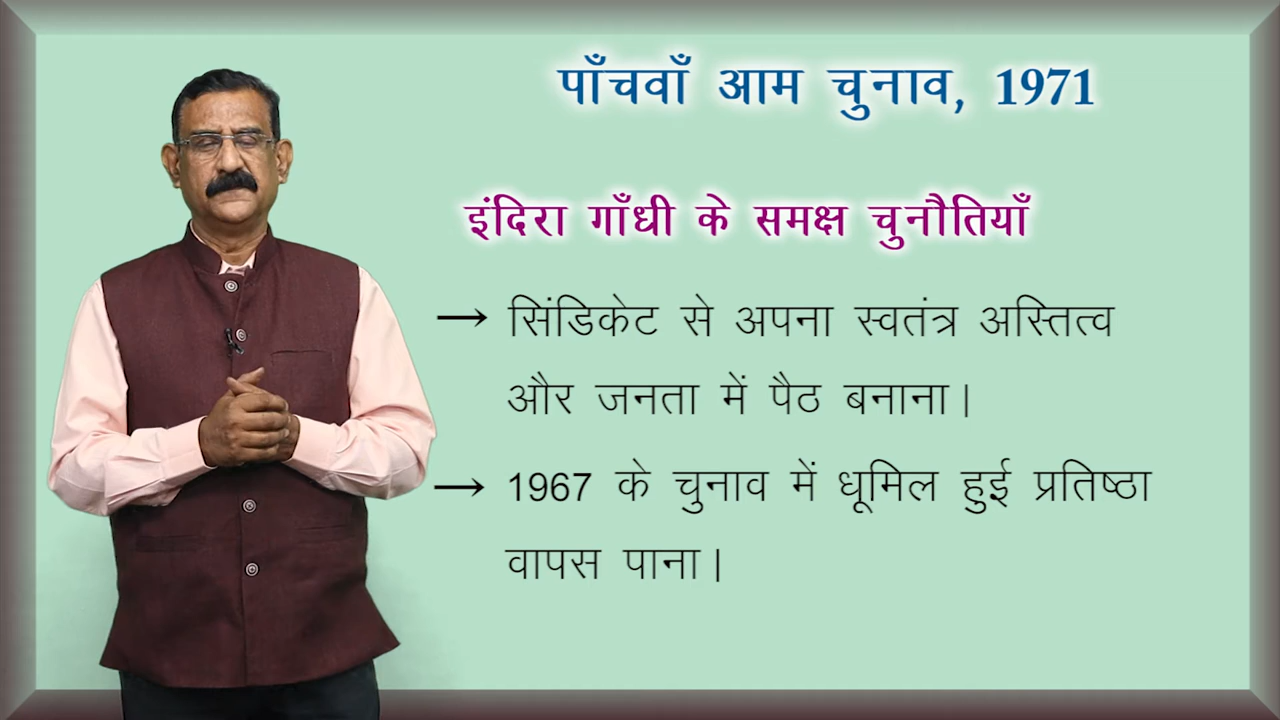 पाँचवाँ आम चुनाव, 1971
इंदिरा गाँधी के समक्ष चुनौतियाँ
→ सिंडिकेट से अपना स्वतंत्र अस्तित्व
और जनता में पैठ बनाना।
→ 1967 के चुनाव में धूमिल हुई प्रतिष्ठा
वापस पाना।